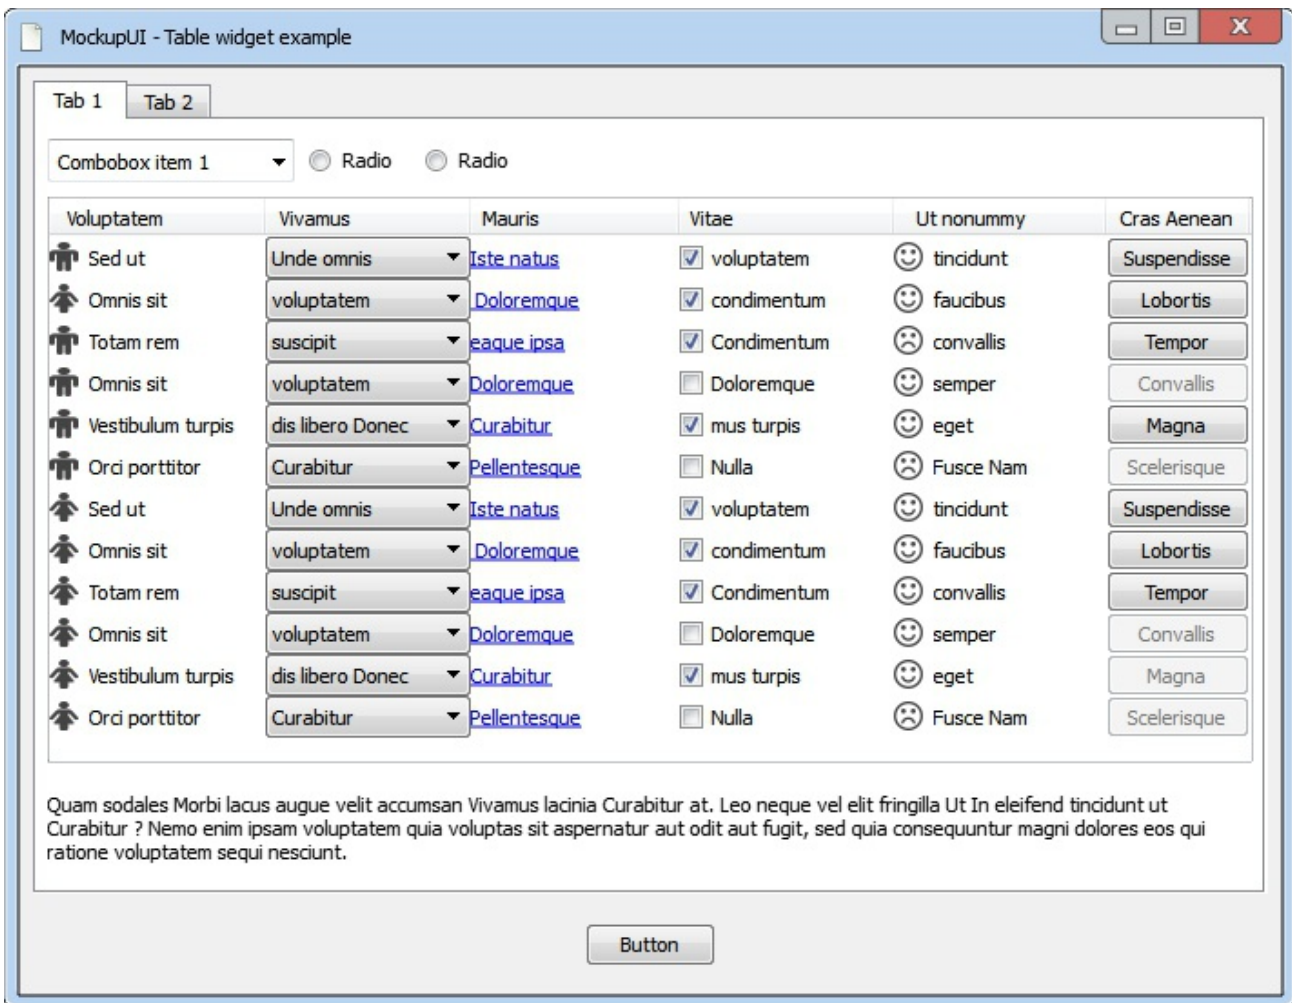 MockupUI - Table widget example
Tab 1 Tab 2
Combobox item 1 Radio Radio
Voluptatem Vivamus Mauris Vitae Ut nonummy Cras Aenean
Sed ut Unde omnis Iste natus voluptatem tincidunt Suspendisse
Omnis sit voluptatem Doloremque condimentum faucibus Lobortis
Totam rem suscipit eaque ipsa Condimentum convallis Tempor
Omnis sit voluptatem Doloremque Doloremque semper Convallis
Vestibulum turpis dis libero Donec Curabitur mus turpis eget Magna
Orci porttitor Curabitur Pellentesque Nulla Fusce Nam Scelerisque
Sed ut Unde omnis Iste natus voluptatem tincidunt Suspendisse
Omnis sit voluptatem Doloremque condimentum faucibus Lobortis
Totam rem suscipit eaque ipsa Condimentum convallis Tempor
Omnis sit voluptatem Doloremque Doloremque semper Convallis
Vestibulum turpis dis libero Donec Curabitur mus turpis eget Magna
Orci porttitor Curabitur Pellentesque Nulla Fusce Nam Scelerisque
Quam sodales Morbi lacus augue velit accumsan Vivamus lacinia Curabitur at. Leo neque vel elit fringilla Ut In eleifend tincidunt ut
Curabitur ? Nemo enim ipsam voluptatem quia voluptas sit aspernatur aut odit aut fugit, sed quia consequuntur magni dolores eos qui
ratione voluptatem sequi nesciunt.
Button